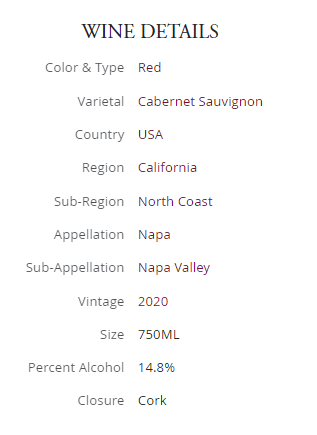 WINE DETAILS
Color & Type Red
Varietal Cabernet Sauvignon
Country USA
Region California
Sub-Region North Coast
Appellation Napa
Sub-Appellation Napa Valley
Vintage 2020
Size 750ML
Percent Alcohol 14.8%
Closure Cork